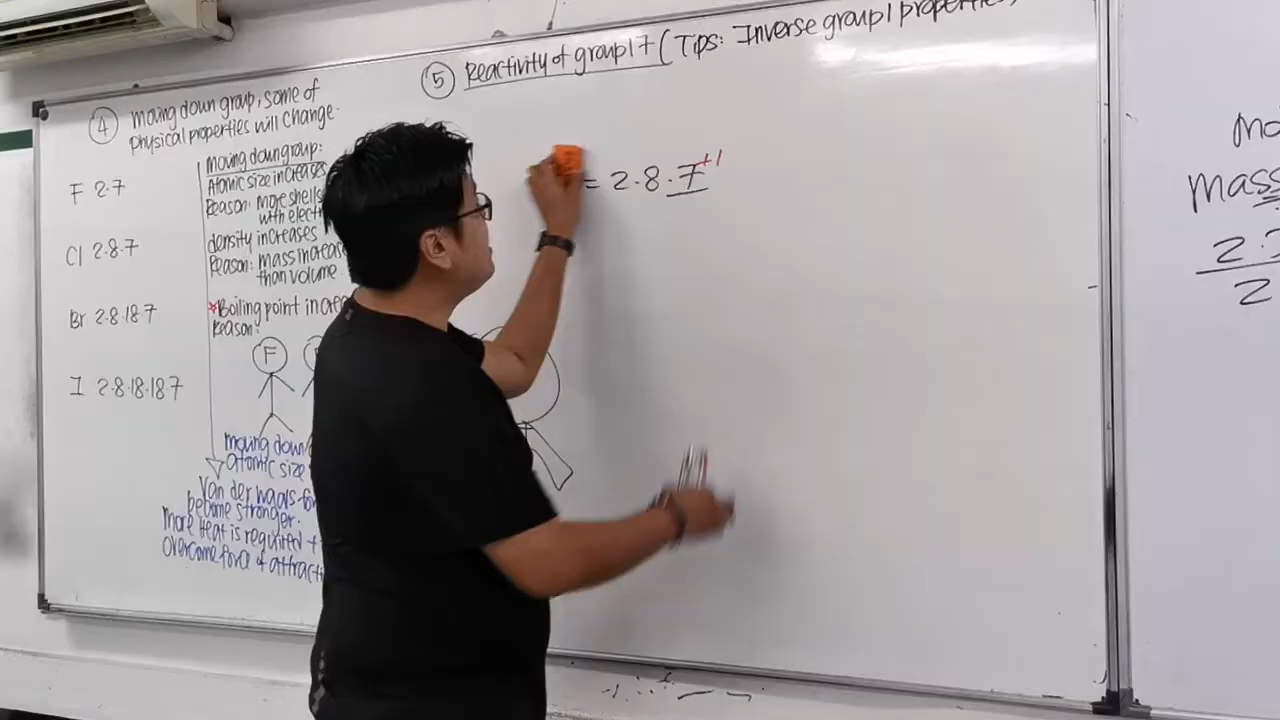 ④ moving down group, some of
physical properties will change.
F 2.7
Cl 2.8.7
Br 2.8.18.7
I 2.8.18.18.7
moving down group:
Atomic size increases
Reason: more shells
with
density increases
Reason: mass increase
than volume
*Boiling point
Reason:
F
moving down
atomic size
Van der waals
become stronger.
more heat is required
overcome force of
⑤ Reactivity of group 17 (Tips: Inverse group 1
= 2.8.7 +1
mass
2